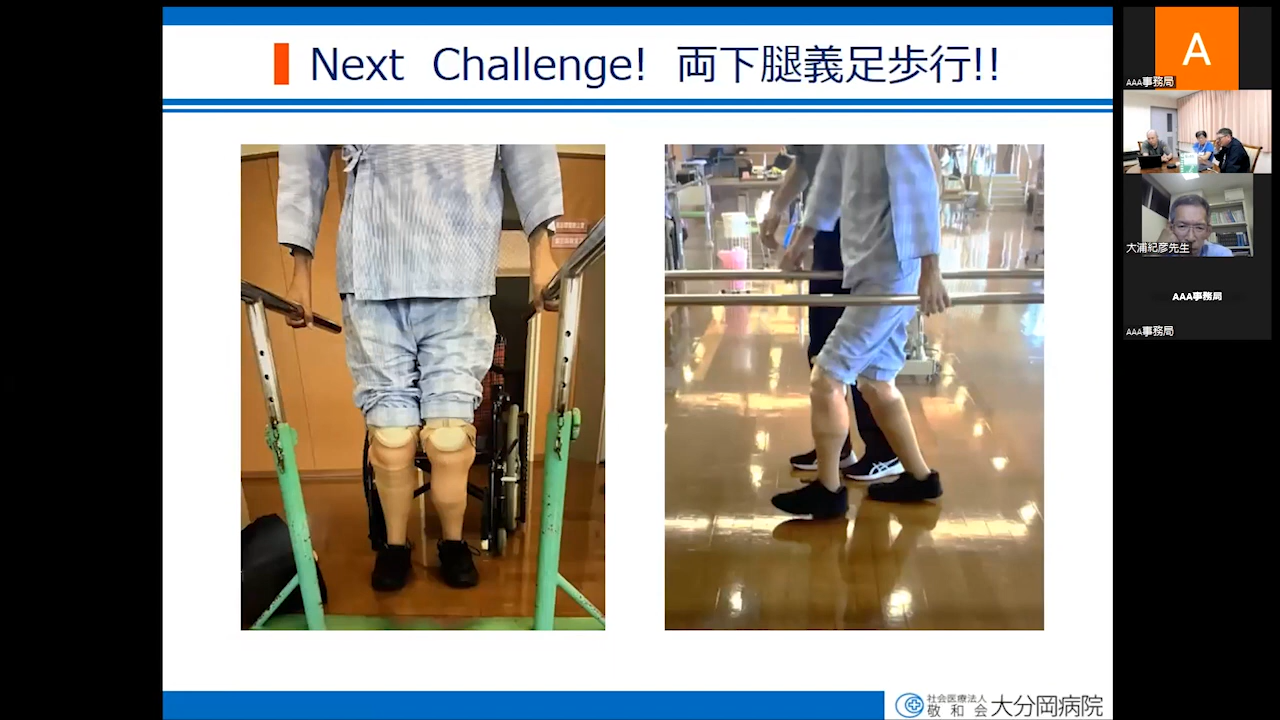 Next Challenge! 両下腿義足歩行!!
A
AAA事務局
大浦紀彦先生
AAA事務局
AAA事務局
社会医療法人
敬和会
大分岡病院